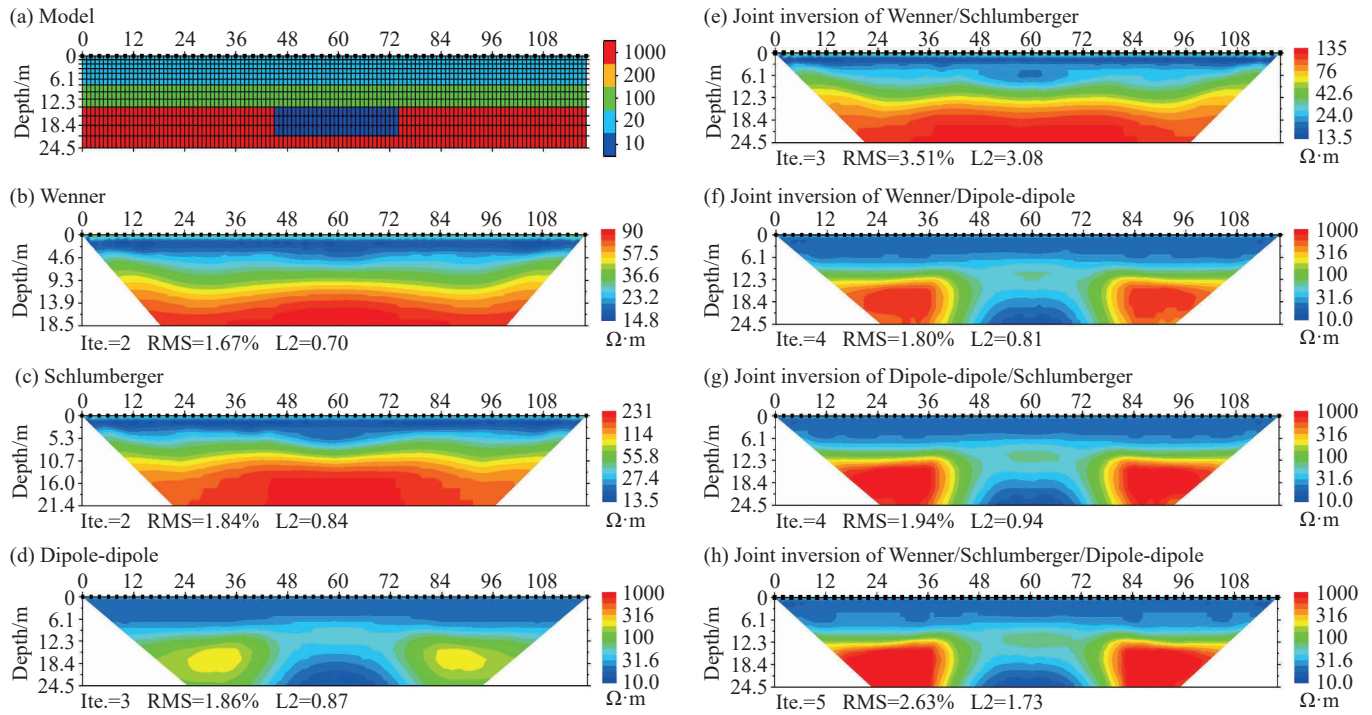 (a) Model
0 12 24 36 48 60 72 84 96 108
Depth/m
0
6.1
12.3
18.4
24.5
1000
200
100
20
10
(b) Wenner
0 12 24 36 48 60 72 84 96 108
Depth/m
0
4.6
9.3
13.9
18.5
90
57.5
36.6
23.2
14.8
Ω·m
Ite.=2 RMS=1.67% L2=0.70
(c) Schlumberger
0 12 24 36 48 60 72 84 96 108
Depth/m
0
5.3
10.7
16.0
21.4
231
114
55.8
27.4
13.5
Ω·m
Ite.=2 RMS=1.84% L2=0.84
(d) Dipole-dipole
0 12 24 36 48 60 72 84 96 108
Depth/m
0
6.1
12.3
18.4
24.5
1000
316
100
31.6
10.0
Ω·m
Ite.=3 RMS=1.86% L2=0.87
(e) Joint inversion of Wenner/Schlumberger
0 12 24 36 48 60 72 84 96 108
Depth/m
0
6.1
12.3
18.4
24.5
135
76
42.6
24.0
13.5
Ω·m
Ite.=3 RMS=3.51% L2=3.08
(f) Joint inversion of Wenner/Dipole-dipole
0 12 24 36 48 60 72 84 96 108
Depth/m
0
6.1
12.3
18.4
24.5
1000
316
100
31.6
10.0
Ω·m
Ite.=4 RMS=1.80% L2=0.81
(g) Joint inversion of Dipole-dipole/Schlumberger
0 12 24 36 48 60 72 84 96 108
Depth/m
0
6.1
12.3
18.4
24.5
1000
316
100
31.6
10.0
Ω·m
Ite.=4 RMS=1.94% L2=0.94
(h) Joint inversion of Wenner/Schlumberger/Dipole-dipole
0 12 24 36 48 60 72 84 96 108
Depth/m
0
6.1
12.3
18.4
24.5
1000
316
100
31.6
10.0
Ω·m
Ite.=5 RMS=2.63% L2=1.73